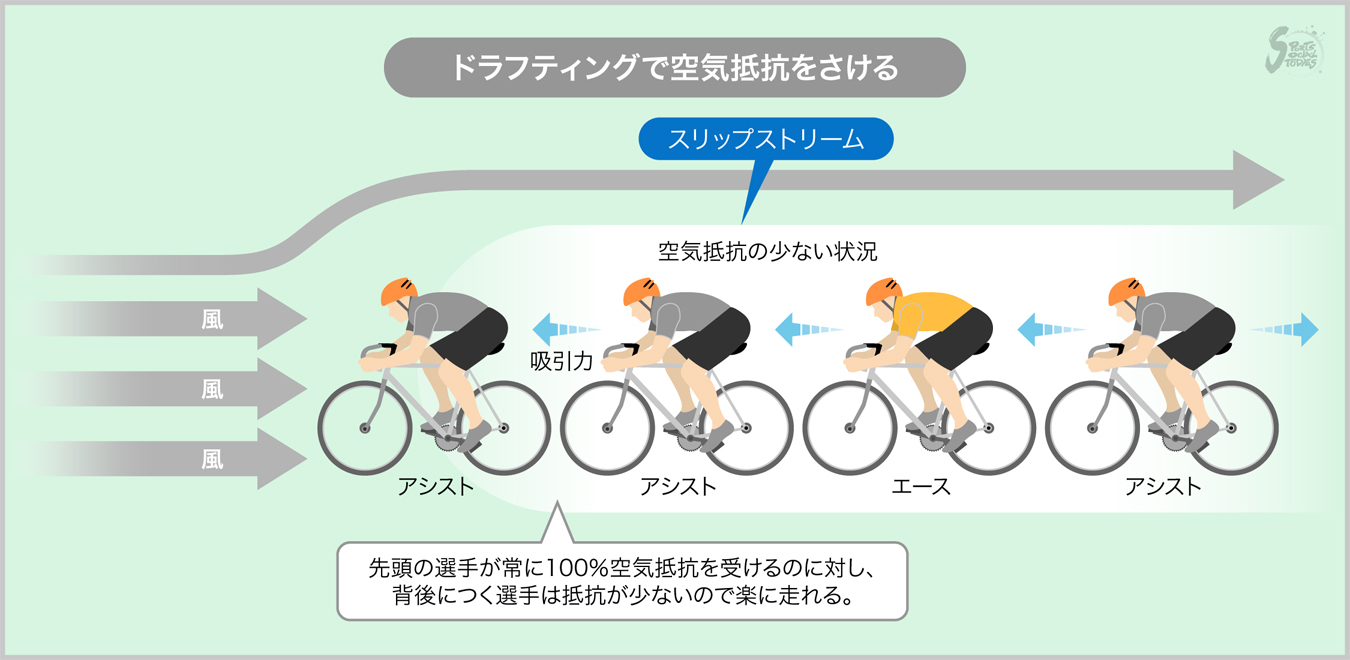 ドラフティングで空気抵抗をさける
SPORTS
SOCIAL
STORIES
スリップストリーム
空気抵抗の少ない状況
風
吸引力
風
風
アシスト
アシスト
エース
アシスト
先頭の選手が常に100%空気抵抗を受けるのに対し、
背後につく選手は抵抗が少ないので楽に走れる。